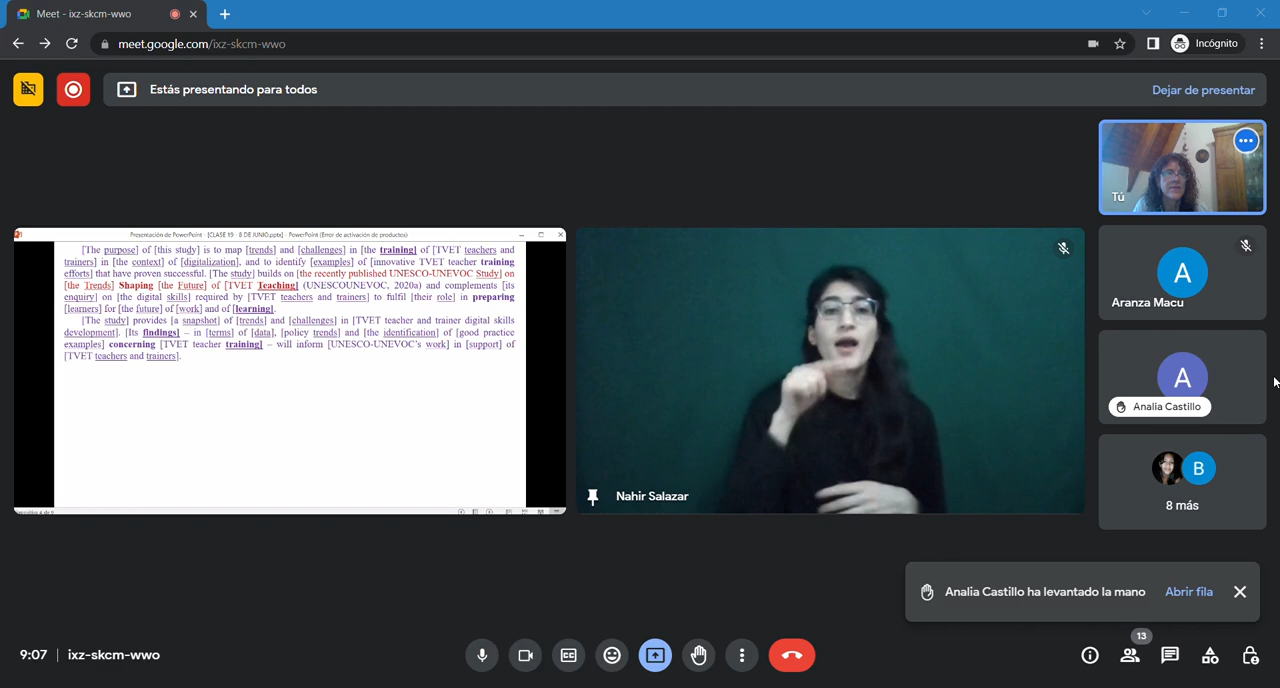 Meet - ixz-skcm-wwo
meet.google.com/ixz-skcm-wwo
Incógnito
Estás presentando para todos
Dejar de presentar
Tú
Presentación de PowerPoint - [CLASE 19 - 8 DE JUNIO.pptx] - PowerPoint (Error de activación de productos)
[The purpose] of [this study] is to map [trends] and [challenges] in [the training] of [TVET teachers and
trainers] in [the context] of [digitalization], and to identify [examples] of [innovative TVET teacher training
efforts] that have proven successful. [The study] builds on [the recently published UNESCO-UNEVOC Study] on
[the Trends] Shaping [the Future] of [TVET Teaching] (UNESCOUNEVOC, 2020a) and complements [its
enquiry] on [the digital skills] required by [TVET teachers and trainers] to fulfil [their role] in preparing
[learners] for [the future] of [work] and of [learning].
[The study] provides [a snapshot] of [trends] and [challenges] in [TVET teacher and trainer digital skills
development]. [Its findings] – in [terms] of [data], [policy trends] and [the identification] of [good practice
examples] concerning [TVET teacher training] – will inform [UNESCO-UNEVOC's work] in [support] of
[TVET teachers and trainers].
Nahir Salazar
A
Aranza Macu
A
Analia Castillo
B
8 más
Analia Castillo ha levantado la mano
Abrir fila
9:07 | ixz-skcm-wwo
13